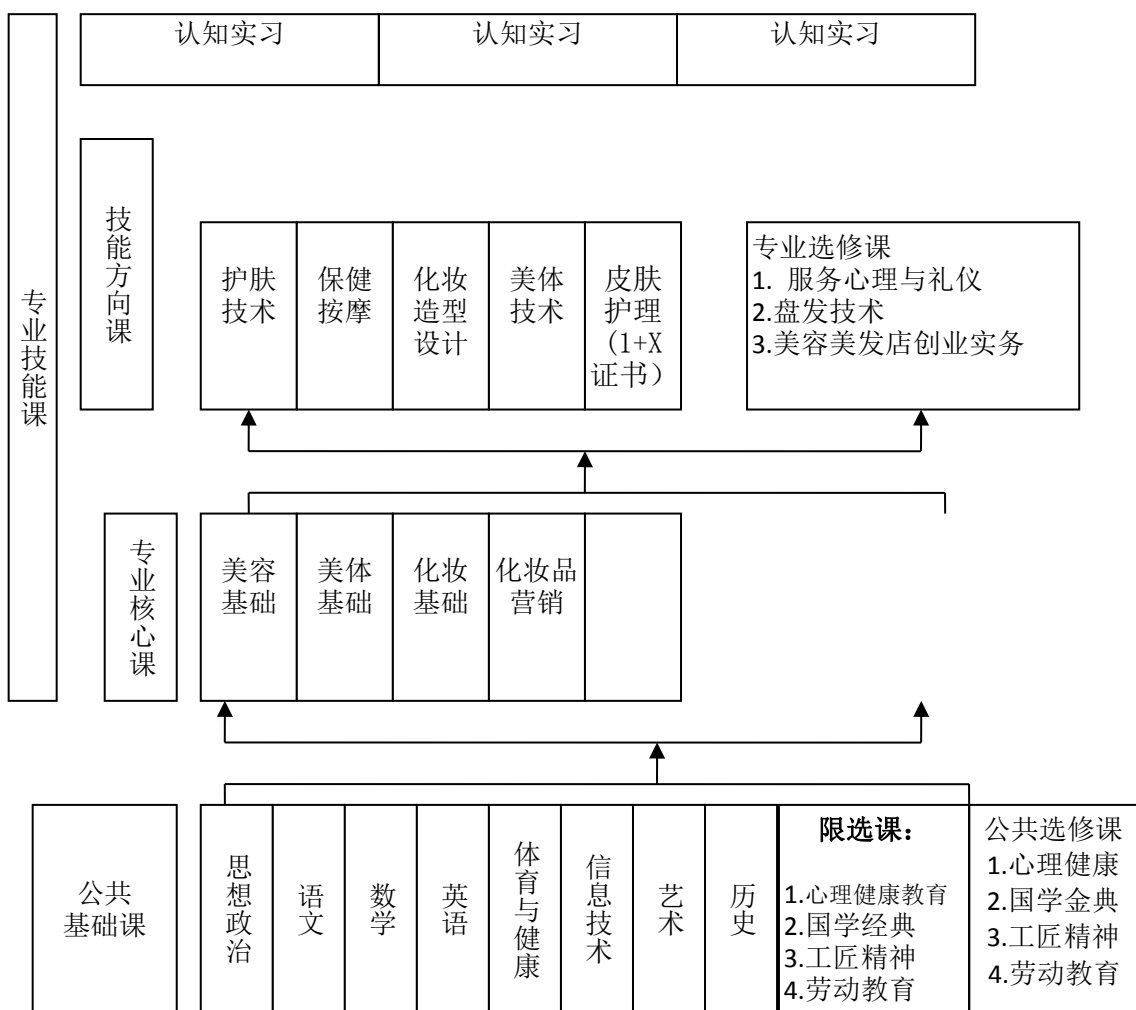 认知实习
认知实习
认知实习
专业技能课
技能方向课
护肤
技术
保健
按摩
化妆
造型
设计
美体
技术
皮肤
护理
(1+X
证书）
专业选修课
1. 服务心理与礼仪
2.盘发技术
3.美容美发店创业实务
专业核心课
美容
基础
美体
基础
化妆
基础
化妆品
营销
公共
基础课
思想政治
语文
数学
英语
体育与健康
信息技术
艺术
历史
限选课：
1.心理健康教育
2.国学经典
3.工匠精神
4.劳动教育
公共选修课
1.心理健康
2.国学金典
3.工匠精神
4.劳动教育